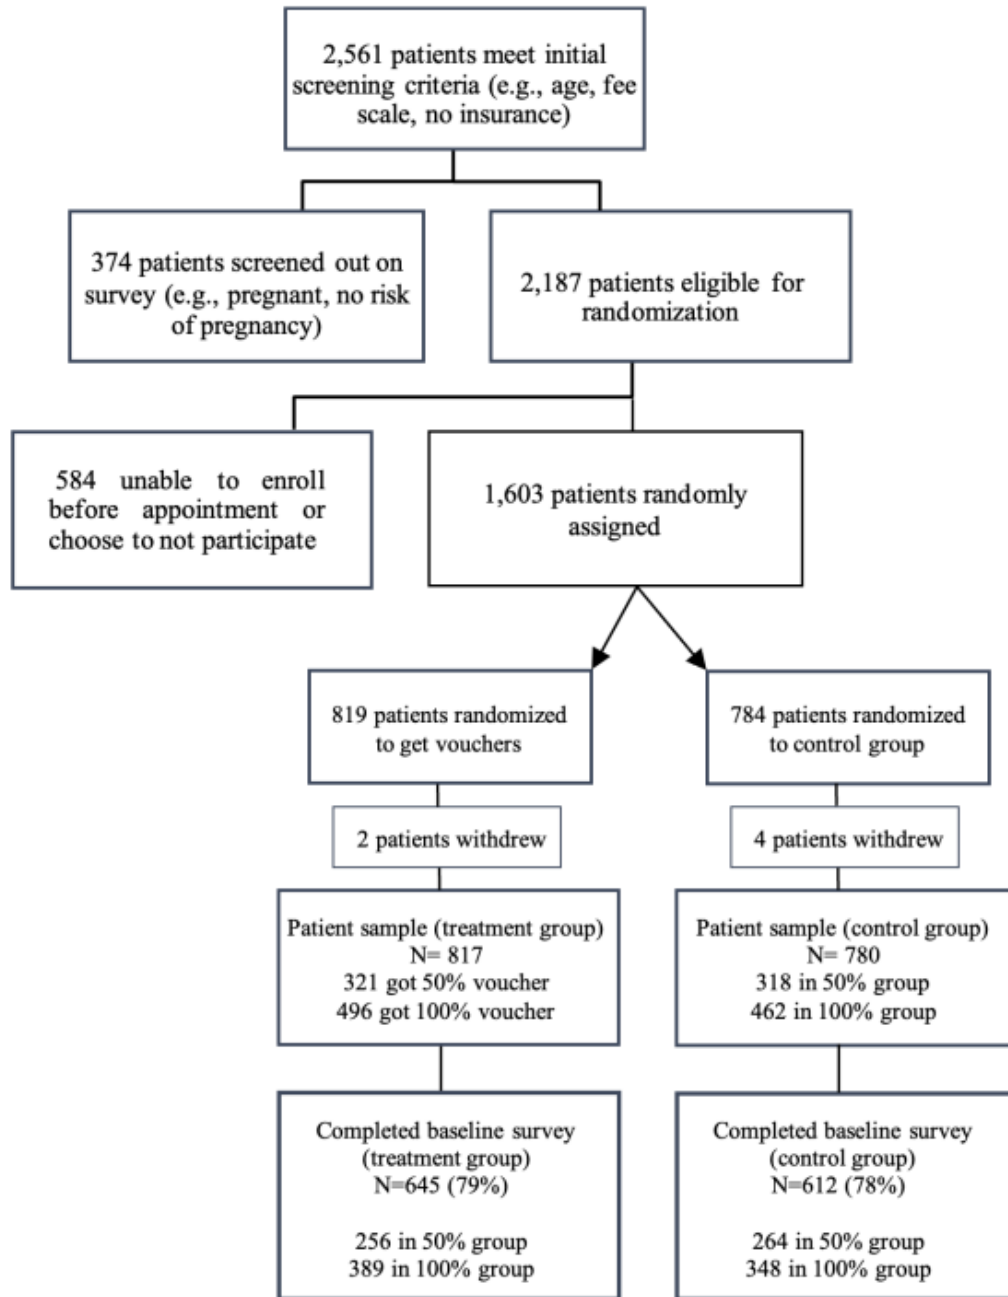 2,561 patients meet initial
screening criteria (e.g., age, fee
scale, no insurance)
374 patients screened out on
survey (e.g., pregnant, no risk
of pregnancy)
2,187 patients eligible for
randomization
584 unable to enroll
before appointment or
choose to not participate
1,603 patients randomly
assigned
819 patients randomized
to get vouchers
784 patients randomized
to control group
2 patients withdrew
4 patients withdrew
Patient sample (treatment group)
N= 817
321 got 50% voucher
496 got 100% voucher
Patient sample (control group)
N= 780
318 in 50% group
462 in 100% group
Completed baseline survey
(treatment group)
N=645 (79%)
256 in 50% group
389 in 100% group
Completed baseline survey
(control group)
N=612 (78%)
264 in 50% group
348 in 100% group